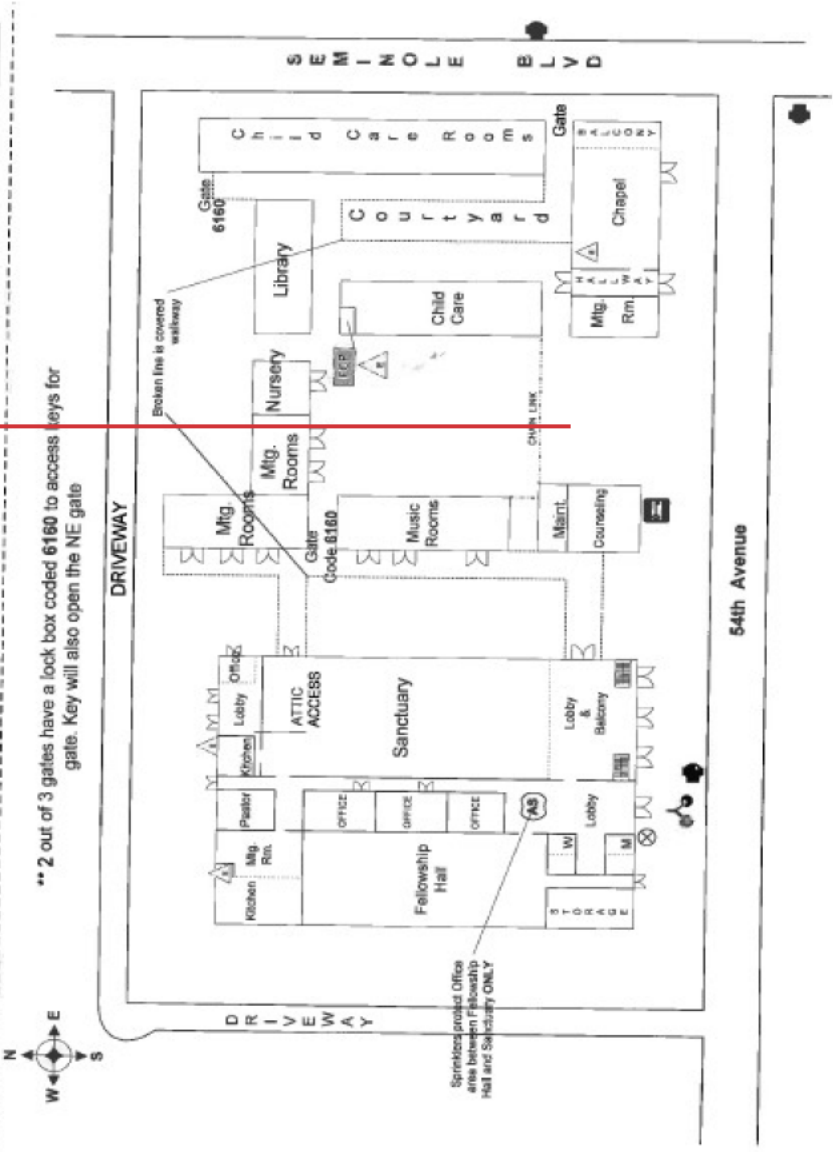 N
W E
S
** 2 out of 3 gates have a lock box coded 6160 to access keys for
gate. Key will also open the NE gate
DRIVEWAY
Broken line is covered
walkway
SEMINOLE BLVD
Gate
6160
Child Care Rooms
Library
Courtyard
Nursery
Mtg.
Rooms
Mtg.
Rooms
Gate
Code 6160
ECP
Child
Care
CHAIN LINK
Gate
BALCONY
Chapel
HALLWAY
Mtg.
Rm.
Music
Rooms
Maint.
Counseling
Office
Lobby
Kitchen
ATTIC
ACCESS
Sanctuary
Lobby
&
Balcony
Pastor
OFFICE
OFFICE
OFFICE
AS
Lobby
Mtg.
Rm.
Kitchen
Fellowship
Hall
W
M
STORAGE
DRIVEWAY
Sprinklers protect Office
area between Fellowship
Hall and Sanctuary ONLY
54th Avenue